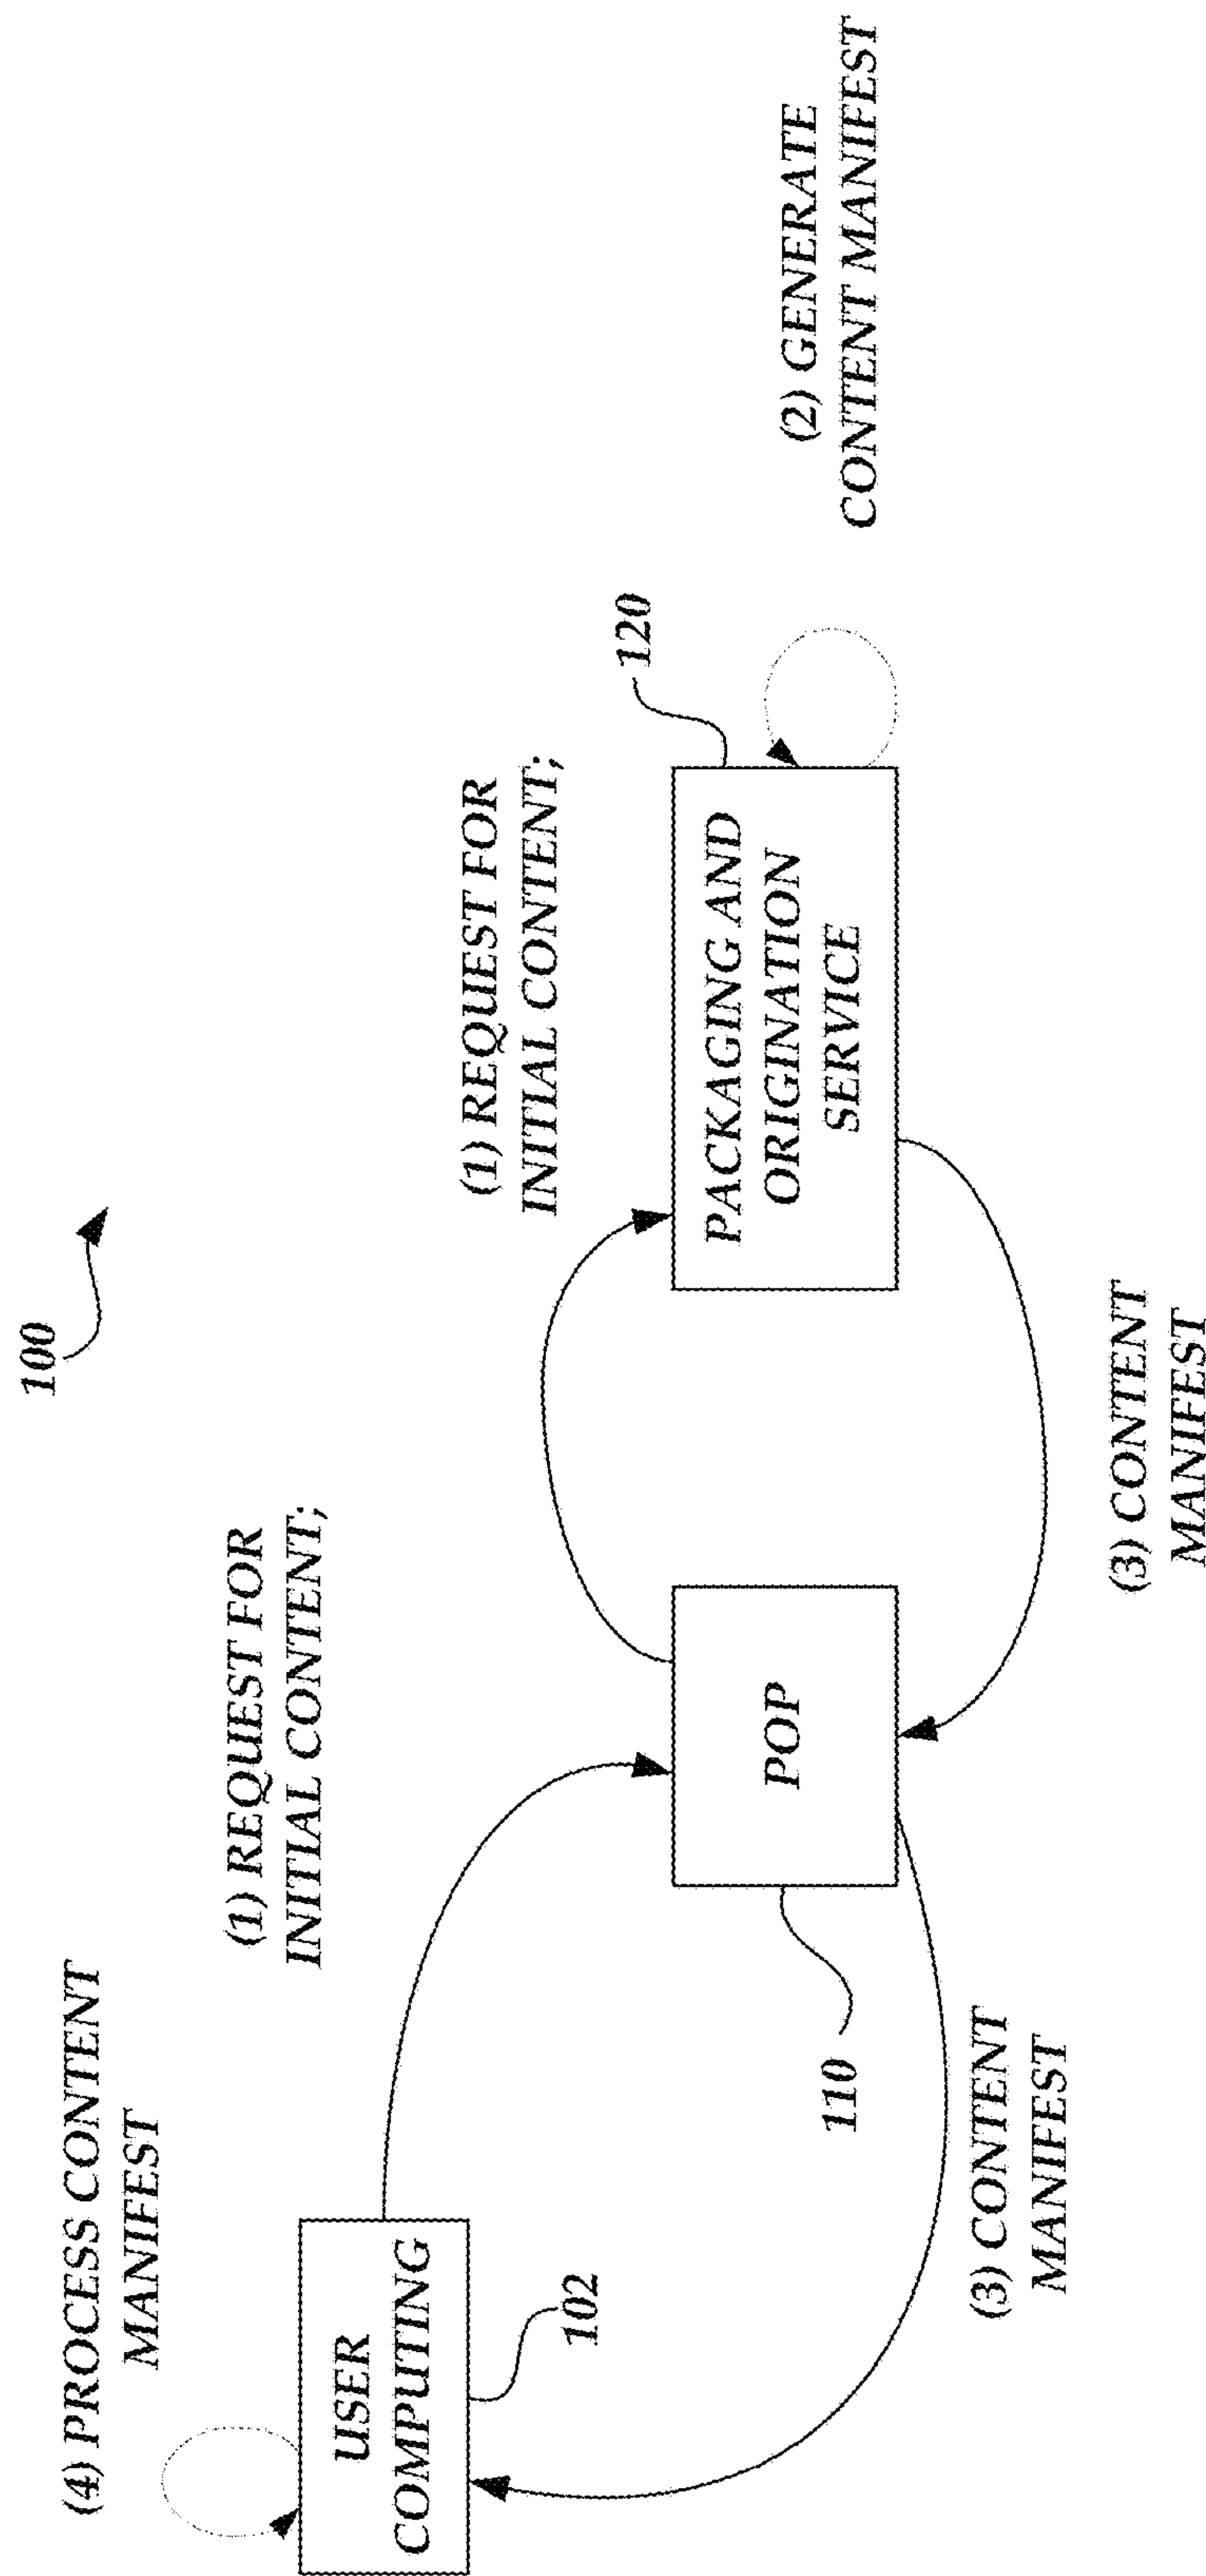 100
(4) PROCESS CONTENT
MANIFEST
(1) REQUEST FOR
INITIAL CONTENT;
(1) REQUEST FOR
INITIAL CONTENT;
USER
COMPUTING
102
110
POP
120
PACKAGING AND
ORIGINATION
SERVICE
(2) GENERATE
CONTENT MANIFEST
(3) CONTENT
MANIFEST
(3) CONTENT
MANIFEST